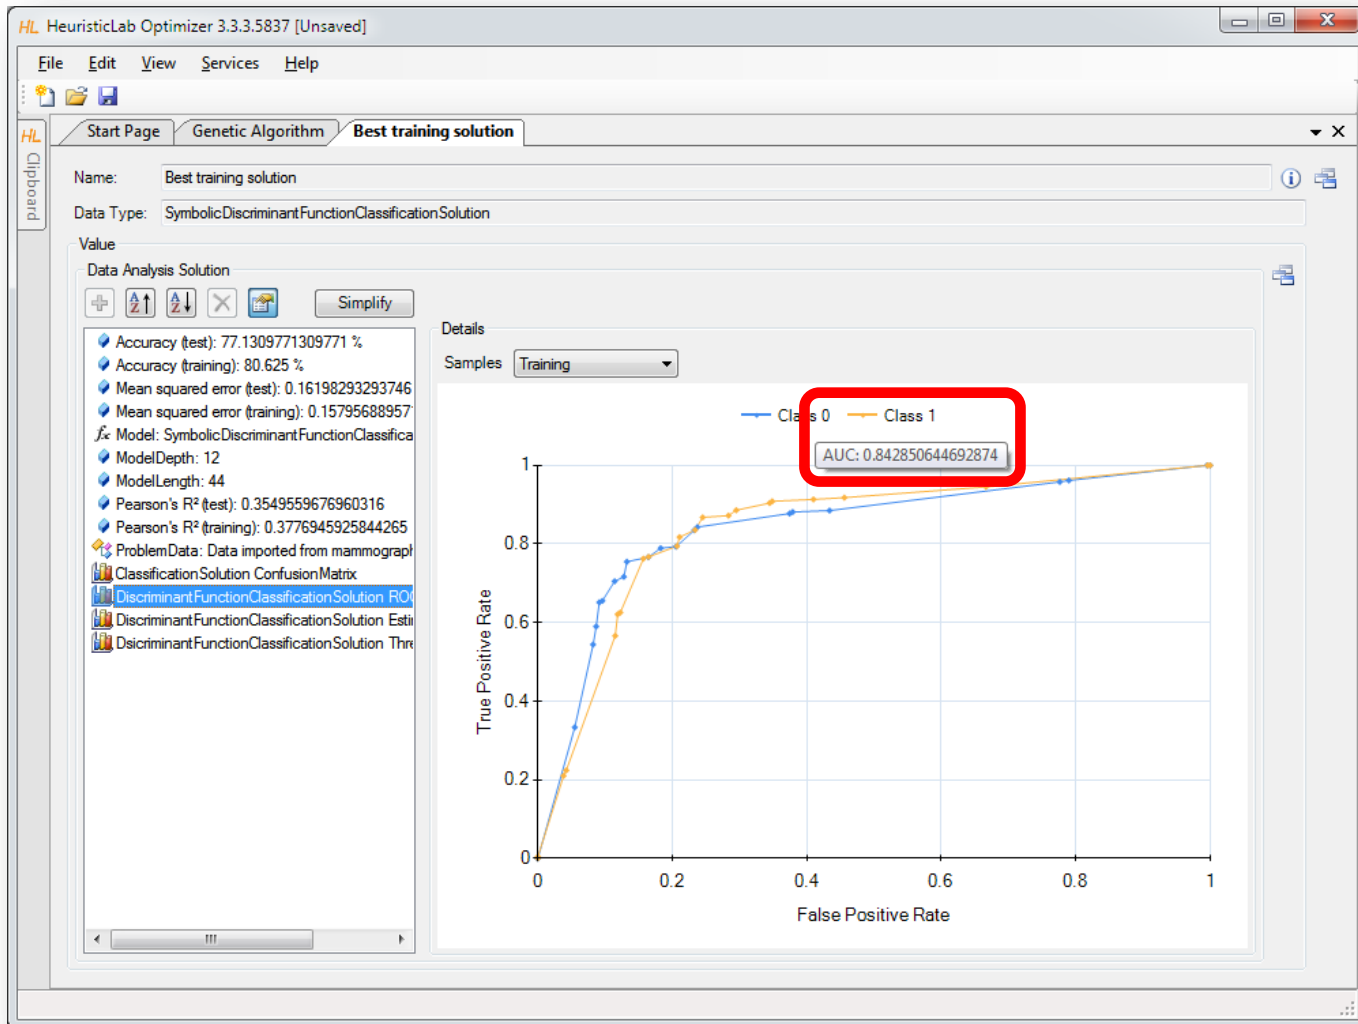 HL HeuristicLab Optimizer 3.3.3.5837 [Unsaved]
File Edit View Services Help
HL Clipboard
Start Page Genetic Algorithm Best training solution
Name: Best training solution
Data Type: SymbolicDiscriminantFunctionClassificationSolution
Value
Data Analysis Solution
Simplify
Accuracy (test): 77.1309771309771 %
Accuracy (training): 80.625 %
Mean squared error (test): 0.16198293293746
Mean squared error (training): 0.15795688957
Model: SymbolicDiscriminantFunctionClassifica
ModelDepth: 12
ModelLength: 44
Pearson's R² (test): 0.3549559676960316
Pearson's R² (training): 0.3776945925844265
ProblemData: Data imported from mammograph
ClassificationSolution ConfusionMatrix
DiscriminantFunctionClassificationSolution ROC
DiscriminantFunctionClassificationSolution Esti
DsicriminantFunctionClassificationSolution Thre
Details
Samples Training
Class 0 Class 1
AUC: 0.842850644692874
True Positive Rate
1
0.8
0.6
0.4
0.2
0
0 0.2 0.4 0.6 0.8 1
False Positive Rate